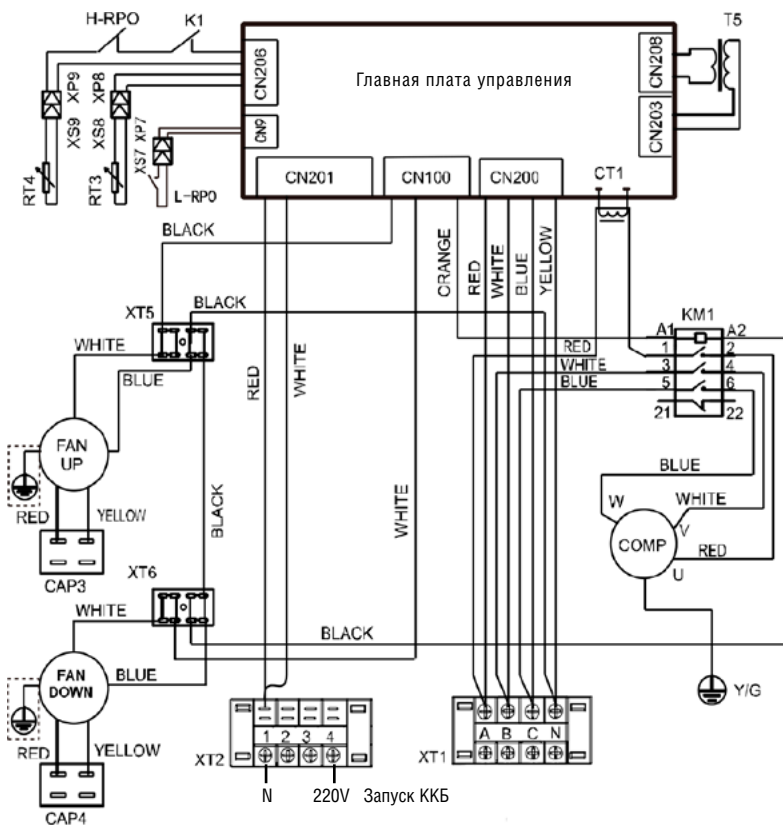 H-RPO K1 T5
CN206 Главная плата управления CN208
XP9 XP8
XS9 XS8 CN9 CN203
XS7 XP7
RT4 RT3 L-RPO CN201 CN100 CN200 CT1
BLACK
ORANGE RED WHITE BLUE YELLOW
XT5 BLACK KM1
WHITE A1 A2
RED 1 2
BLUE WHITE 3 4
RED WHITE BLUE 5 6
21 22
FAN
UP
BLUE
RED YELLOW BLACK WHITE W WHITE
V
COMP RED
U
CAP3
XT6
WHITE BLACK
FAN
DOWN
BLUE Y/G
RED YELLOW
1 2 3 4 A B C N
XT2 XT1
N 220V Запуск ККБ
CAP4